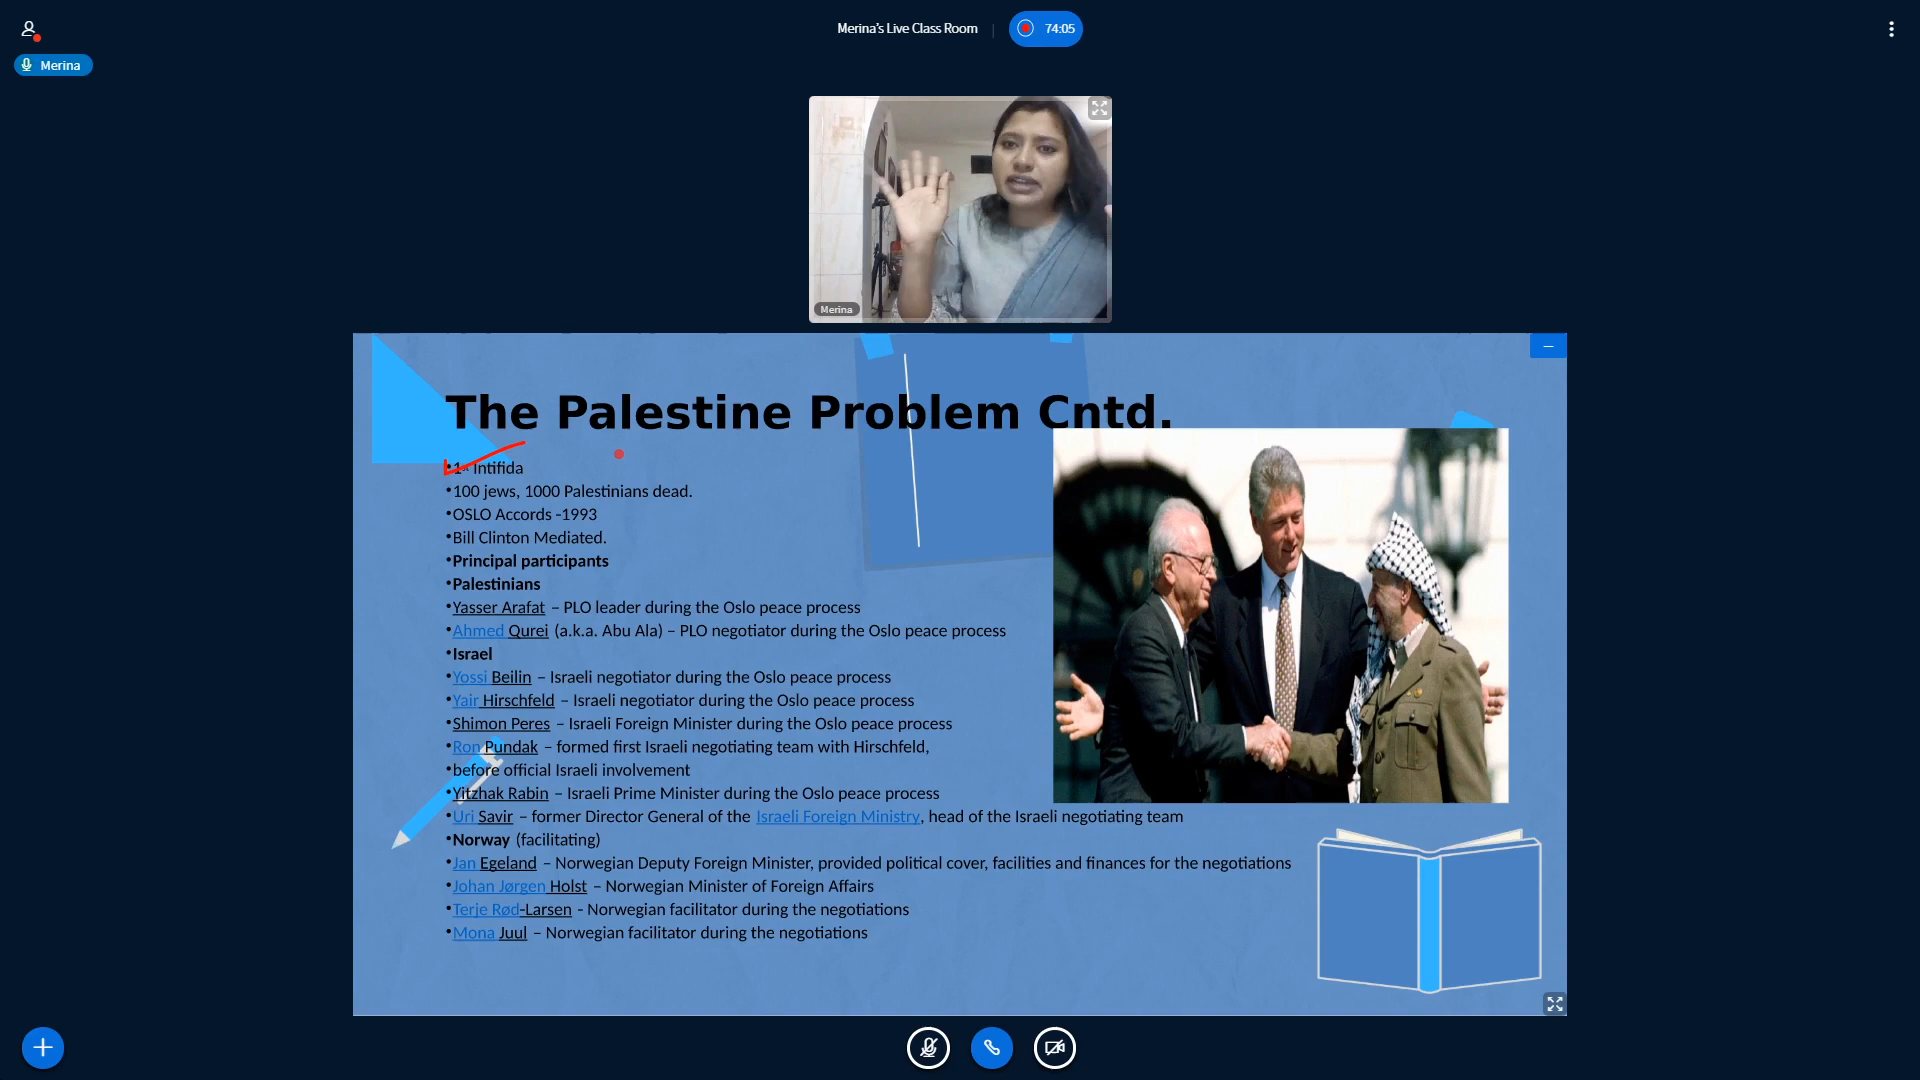 Merina's Live Class Room
74:05
Merina
Merina
The Palestine Problem Cntd.
•1st Intifida
•100 jews, 1000 Palestinians dead.
•OSLO Accords -1993
•Bill Clinton Mediated.
•Principal participants
•Palestinians
•Yasser Arafat – PLO leader during the Oslo peace process
•Ahmed Qurei (a.k.a. Abu Ala) – PLO negotiator during the Oslo peace process
•Israel
•Yossi Beilin – Israeli negotiator during the Oslo peace process
•Yair Hirschfeld – Israeli negotiator during the Oslo peace process
•Shimon Peres – Israeli Foreign Minister during the Oslo peace process
•Ron Pundak – formed first Israeli negotiating team with Hirschfeld,
•before official Israeli involvement
•Yitzhak Rabin – Israeli Prime Minister during the Oslo peace process
•Uri Savir – former Director General of the Israeli Foreign Ministry, head of the Israeli negotiating team
•Norway (facilitating)
•Jan Egeland – Norwegian Deputy Foreign Minister, provided political cover, facilities and finances for the negotiations
•Johan Jørgen Holst – Norwegian Minister of Foreign Affairs
•Terje Rød-Larsen - Norwegian facilitator during the negotiations
•Mona Juul – Norwegian facilitator during the negotiations